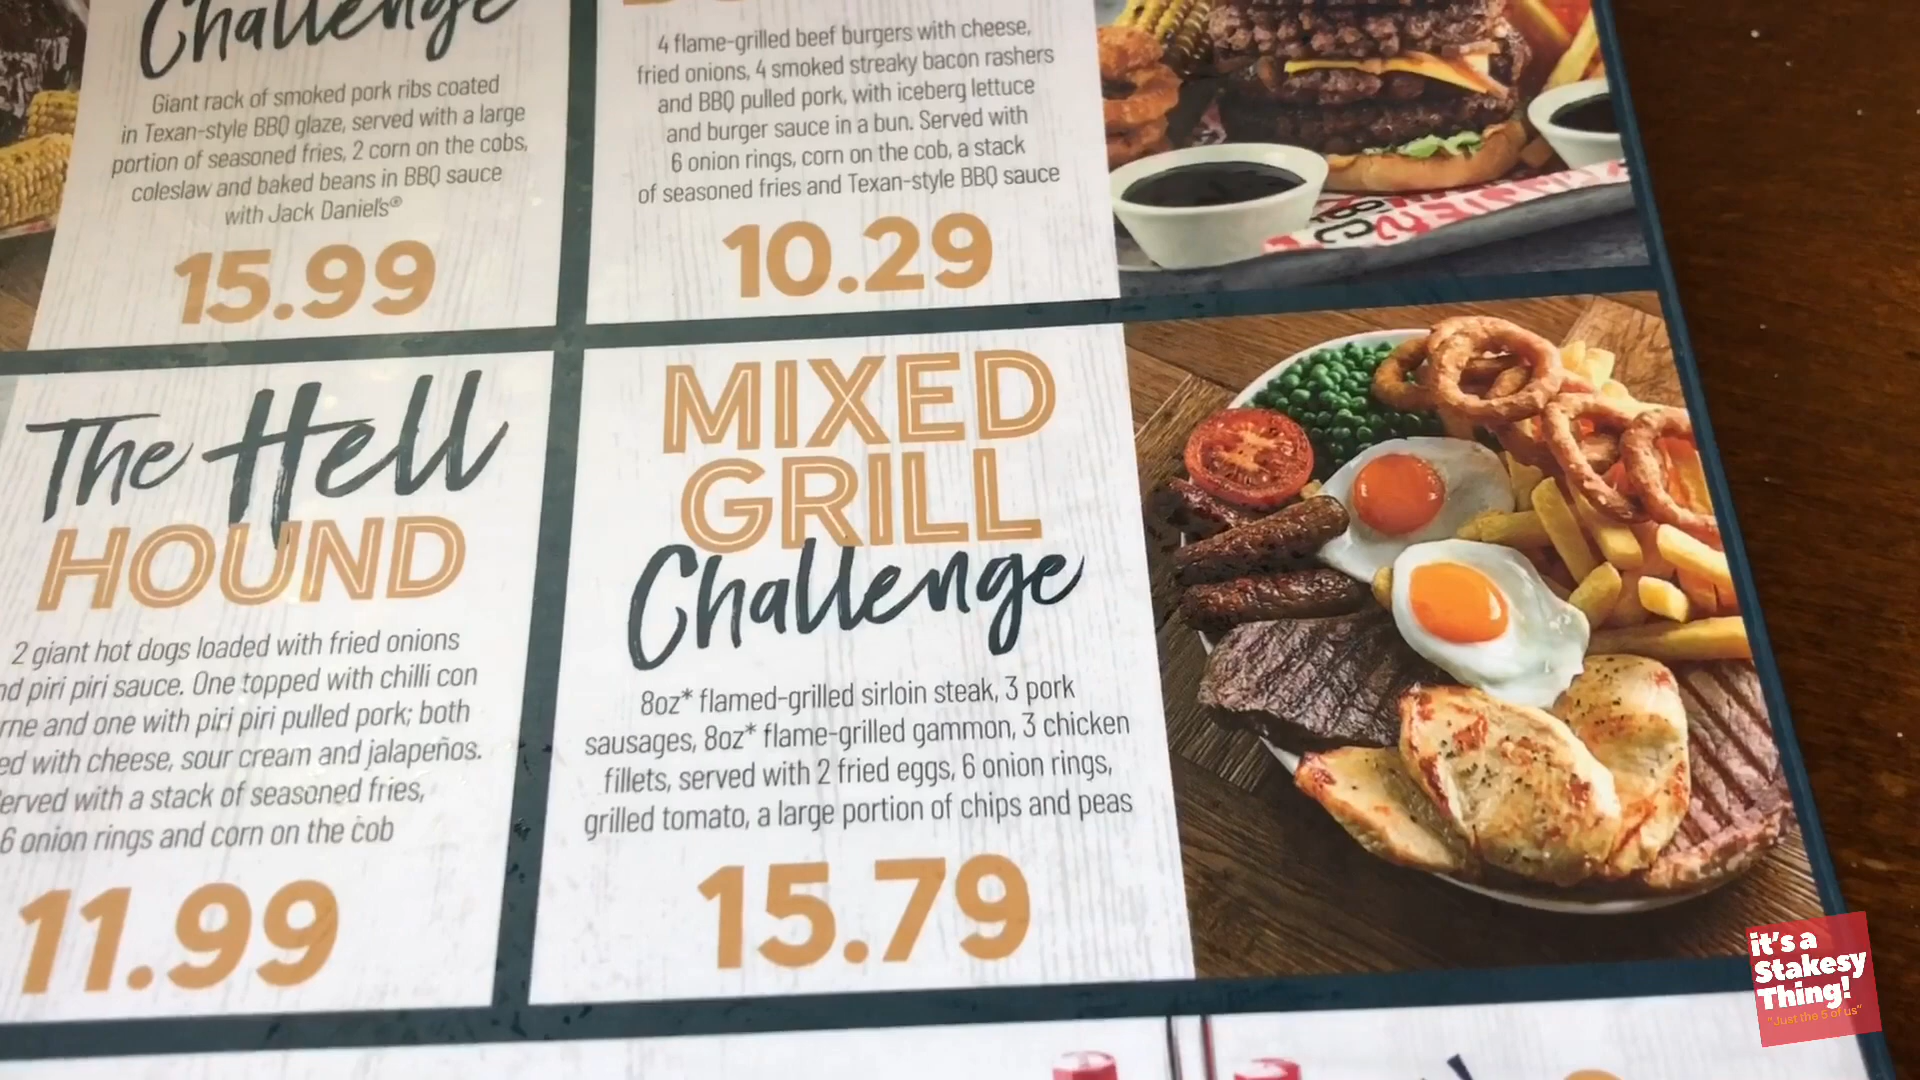 Challenge
Giant rack of smoked pork ribs coated
in Texan-style BBQ glaze, served with a large
portion of seasoned fries, 2 corn on the cobs,
coleslaw and baked beans in BBQ sauce
with Jack Daniel's®
15.99
4 flame-grilled beef burgers with cheese,
fried onions, 4 smoked streaky bacon rashers
and BBQ pulled pork, with iceberg lettuce
and burger sauce in a bun. Served with
6 onion rings, corn on the cob, a stack
of seasoned fries and Texan-style BBQ sauce
10.29
The Hell
HOUND
2 giant hot dogs loaded with fried onions
piri piri sauce. One topped with chilli con
and one with piri piri pulled pork; both
with cheese, sour cream and jalapeños.
with a stack of seasoned fries,
6 onion rings and corn on the cob
11.99
MIXED
GRILL
Challenge
8oz* flamed-grilled sirloin steak, 3 pork
sausages, 8oz* flame-grilled gammon, 3 chicken
fillets, served with 2 fried eggs, 6 onion rings,
grilled tomato, a large portion of chips and peas
15.79
it's a
Stakesy
Thing!
"Just the 5 of us"